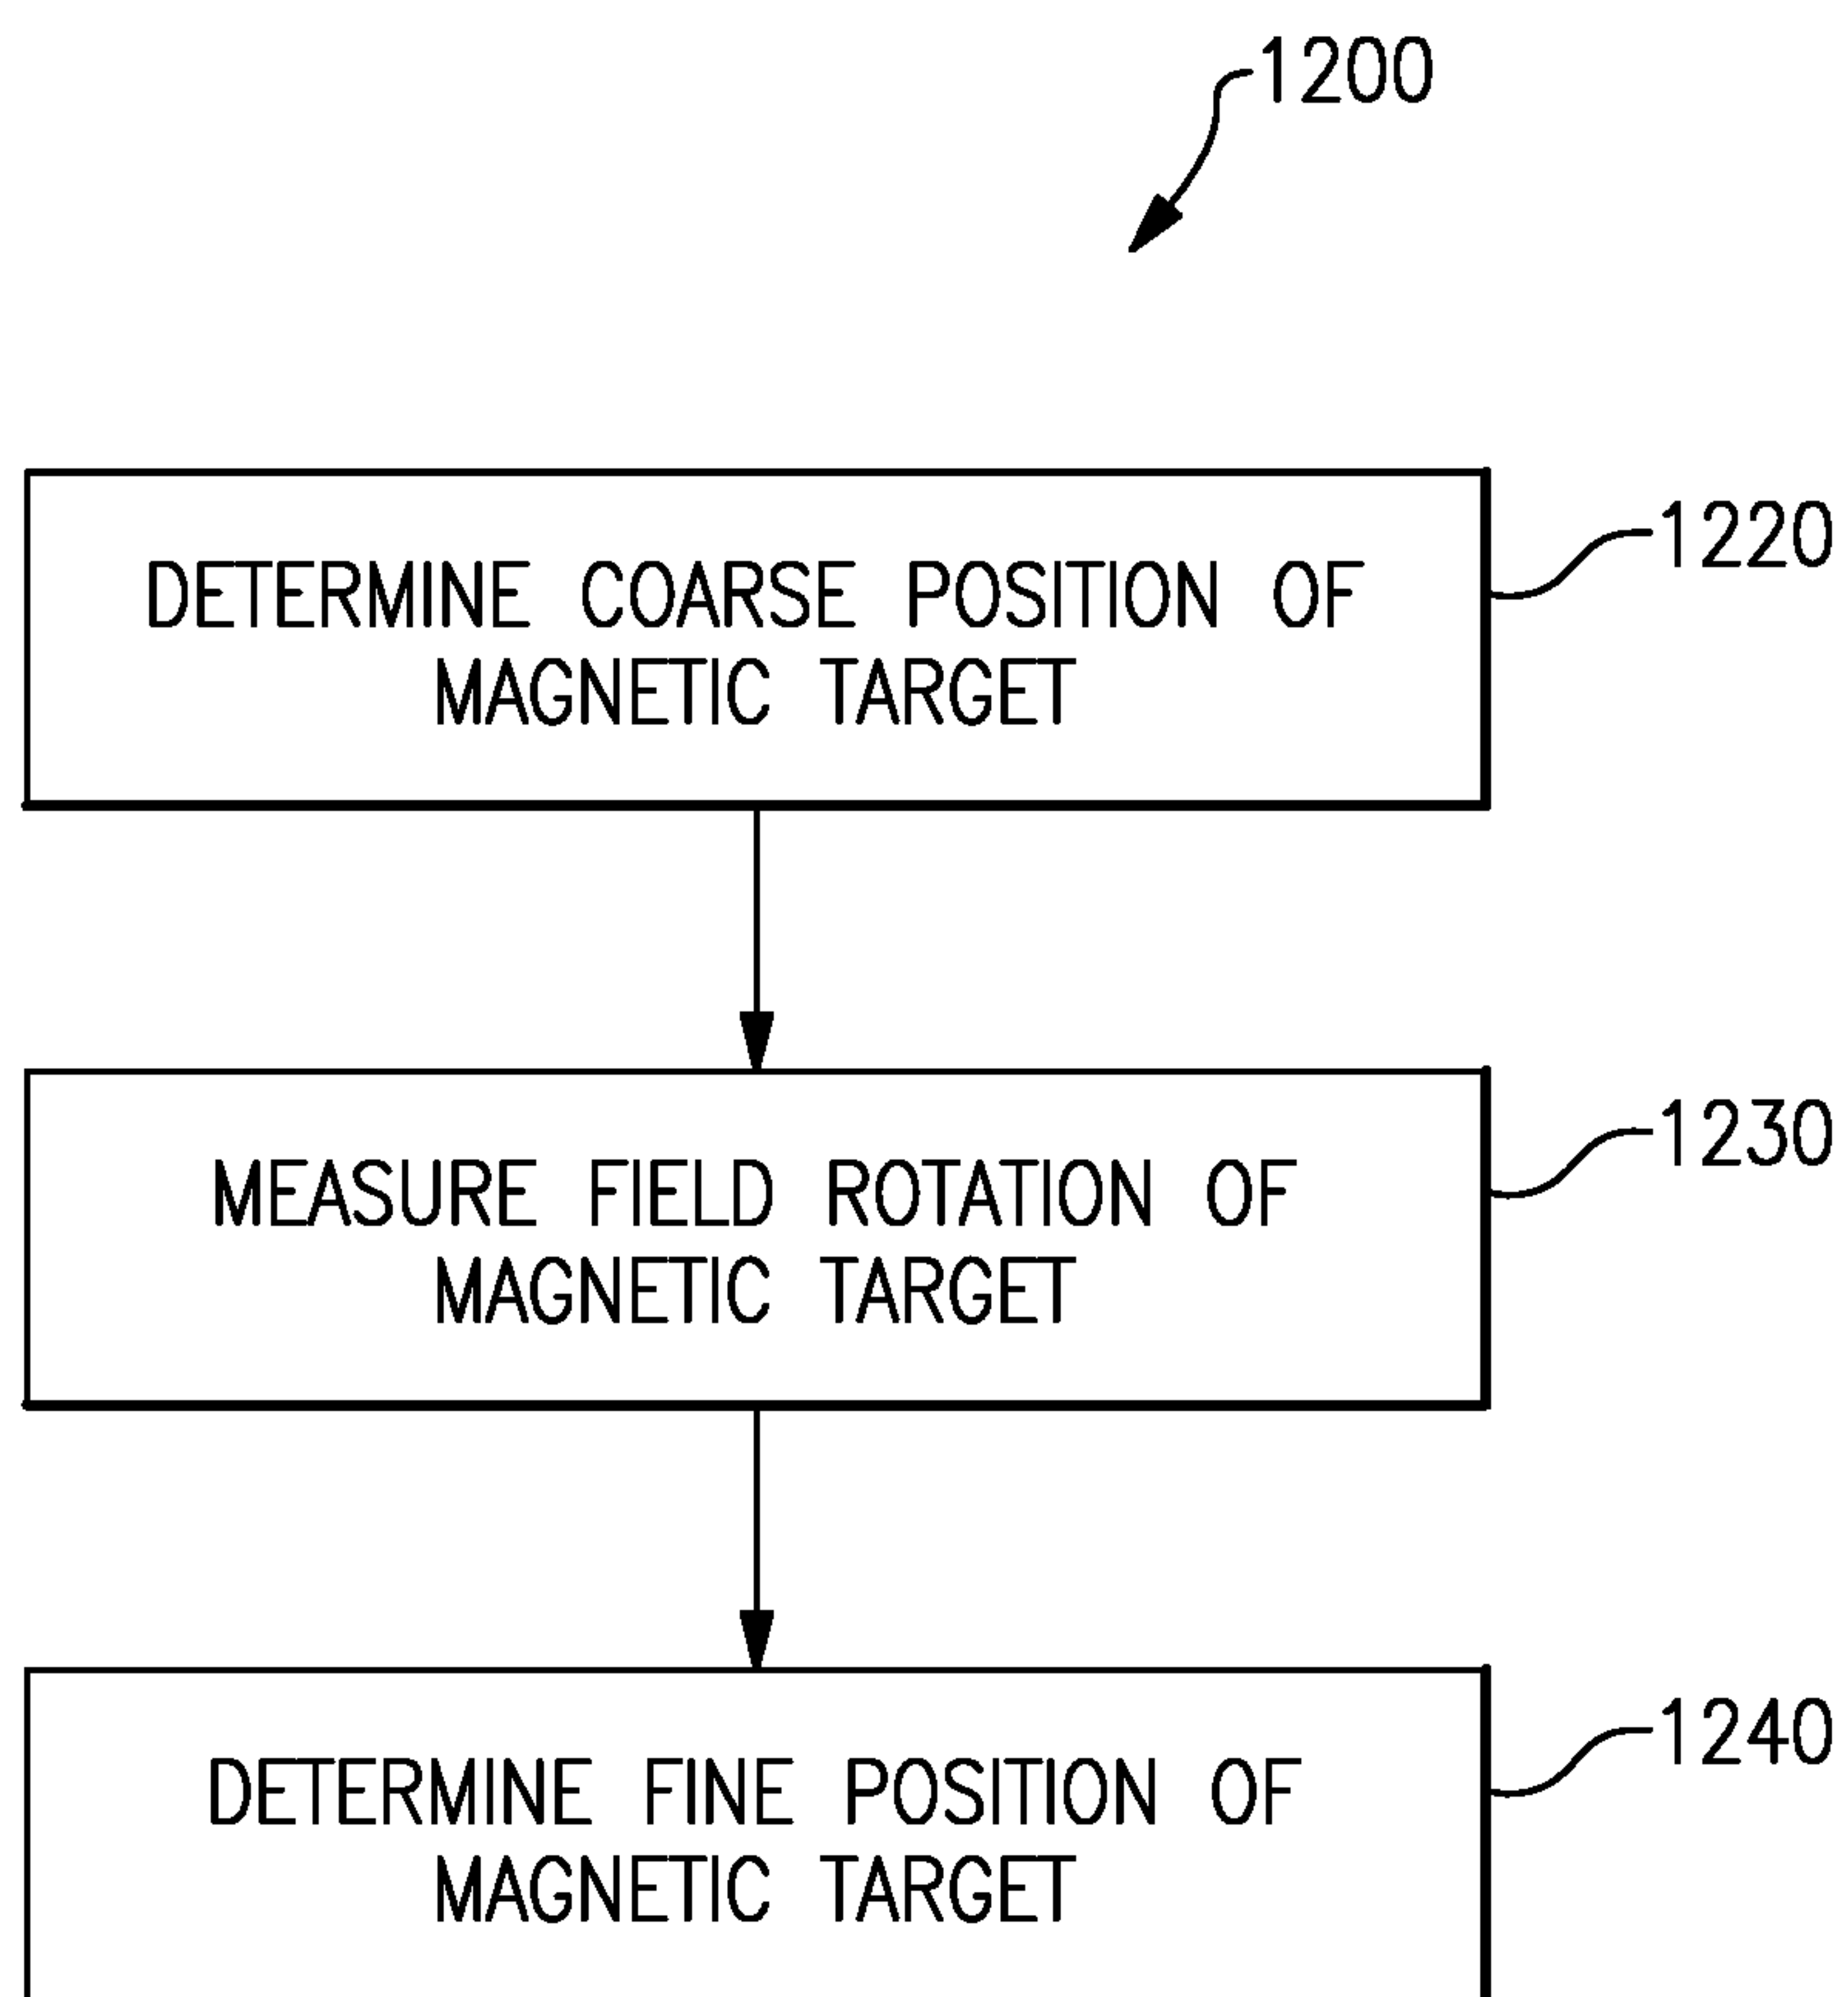 1200
DETERMINE COARSE POSITION OF
MAGNETIC TARGET
1220
MEASURE FIELD ROTATION OF
MAGNETIC TARGET
1230
DETERMINE FINE POSITION OF
MAGNETIC TARGET
1240